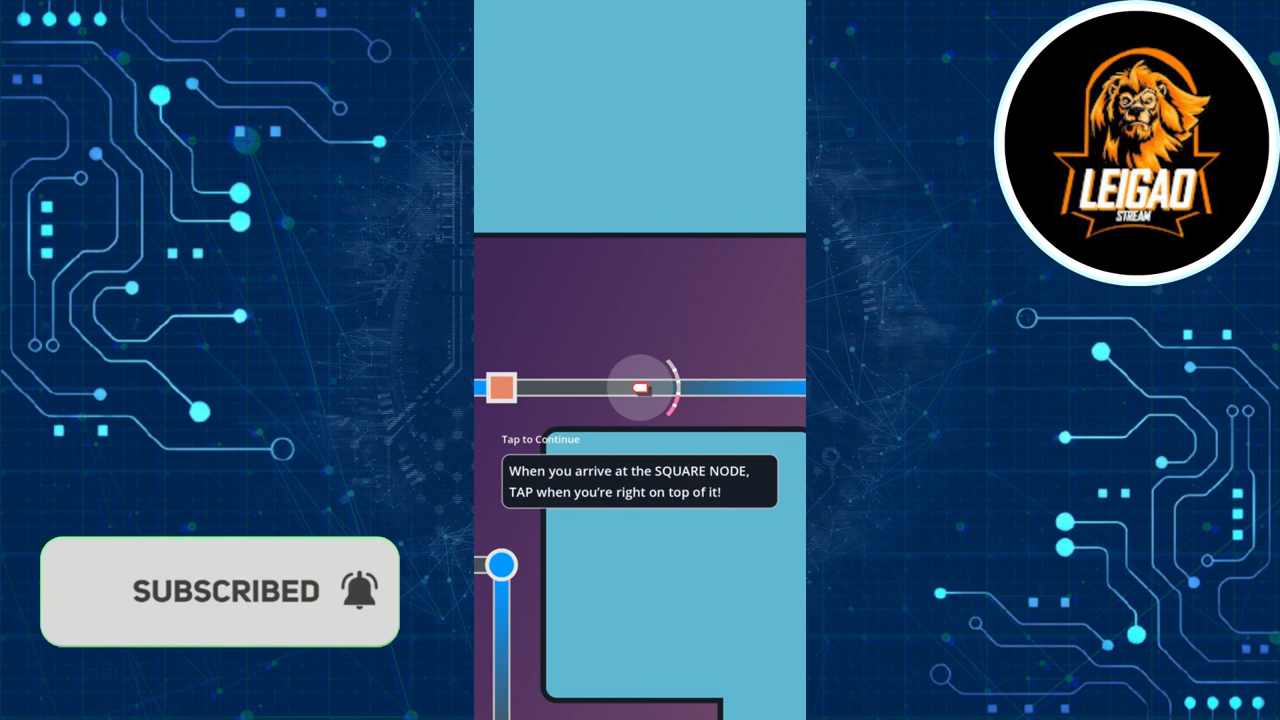 LEIGAO
STREAM
Tap to Continue
When you arrive at the SQUARE NODE,
TAP when you're right on top of it!
SUBSCRIBED